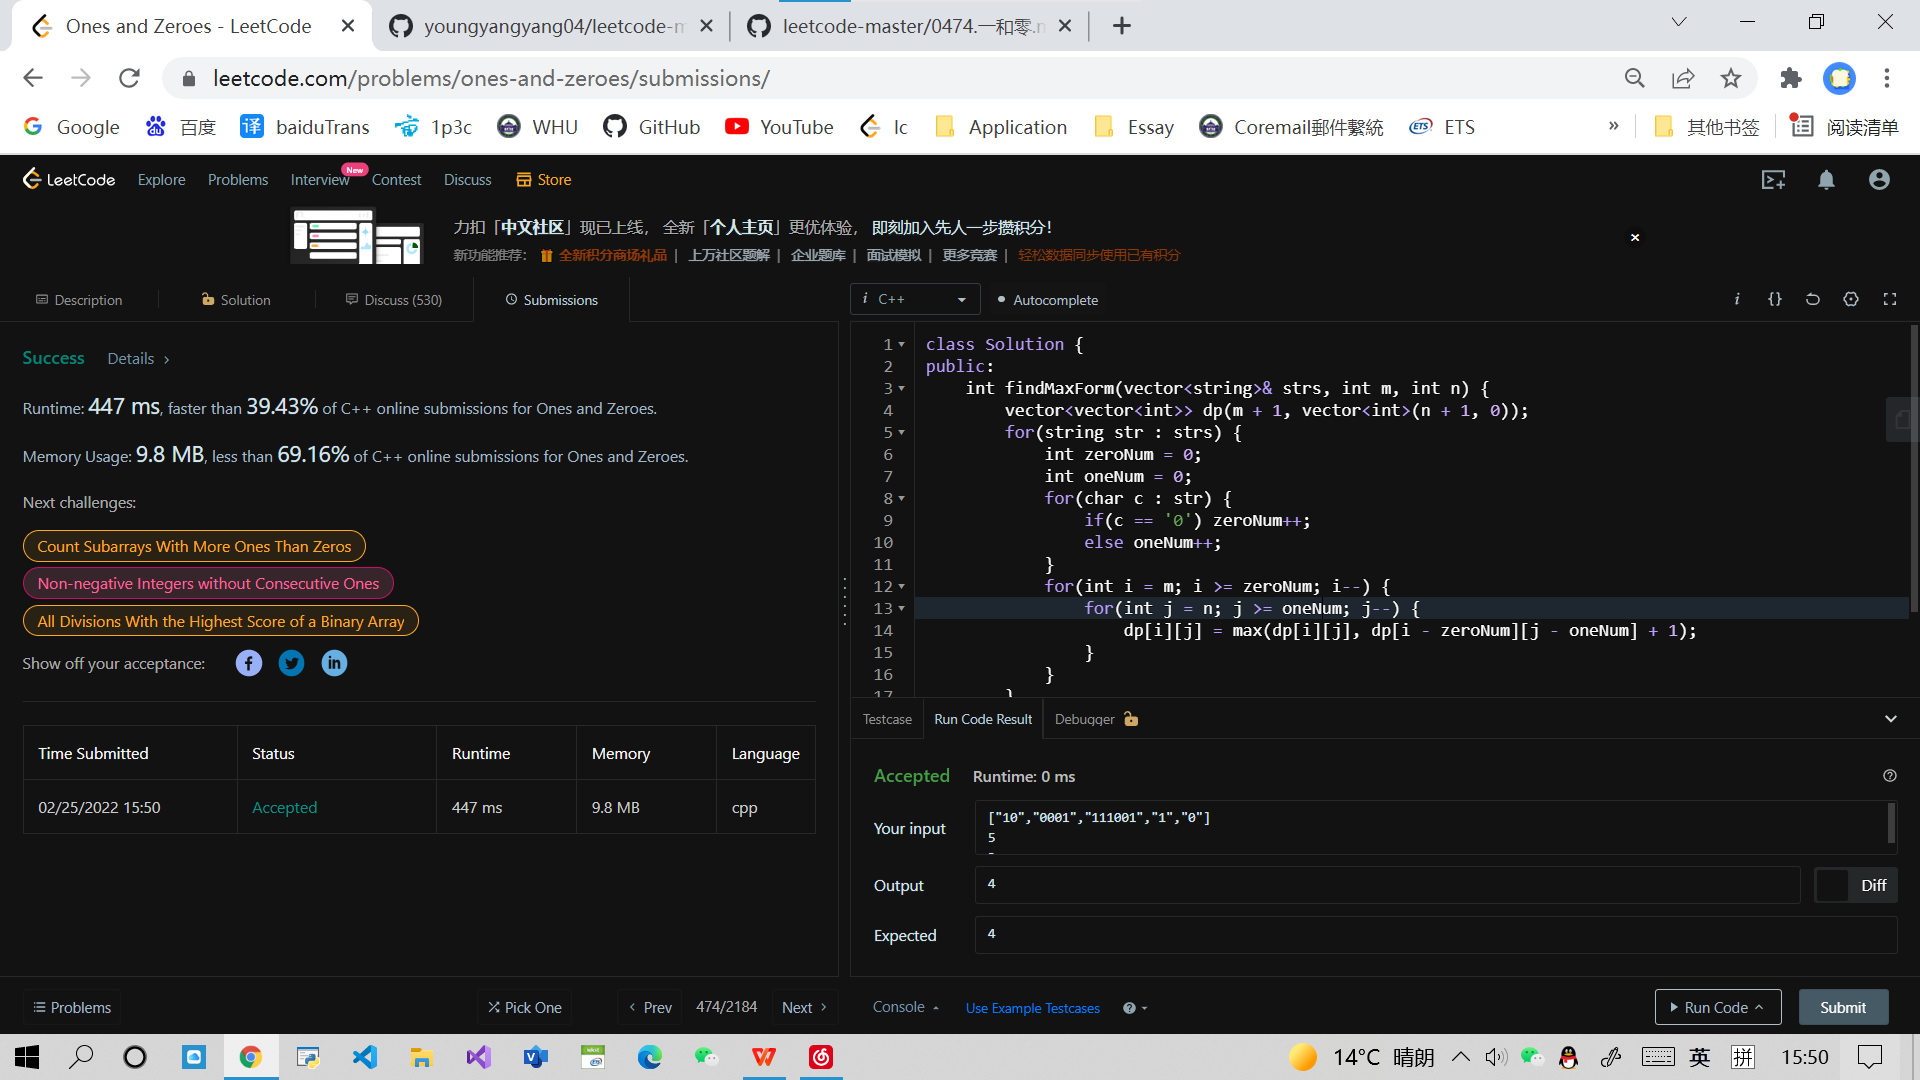 Ones and Zeroes - LeetCode
youngyangyang04/leetcode-m
leetcode-master/0474.一和零.m
leetcode.com/problems/ones-and-zeroes/submissions/
Google
百度
译 baiduTrans
1p3c
WHU
GitHub
YouTube
lc
Application
Essay
Coremail郵件繫統
ETS ETS
»
其他书签
阅读清单
LeetCode
Explore
Problems
Interview New
Contest
Discuss
Store
力扣「中文社区」现已上线， 全新「个人主页」更优体验， 即刻加入先人一步攒积分！
新功能推荐： 全新积分商场礼品 | 上万社区题解 | 企业题库 | 面试模拟 | 更多竞赛 | 轻松数据同步使用已有积分
Description
Solution
Discuss (530)
Submissions
Success Details >
Runtime: 447 ms, faster than 39.43% of C++ online submissions for Ones and Zeroes.
Memory Usage: 9.8 MB, less than 69.16% of C++ online submissions for Ones and Zeroes.
Next challenges:
Count Subarrays With More Ones Than Zeros
Non-negative Integers without Consecutive Ones
All Divisions With the Highest Score of a Binary Array
Show off your acceptance:
Time Submitted Status Runtime Memory Language
02/25/2022 15:50 Accepted 447 ms 9.8 MB cpp
Problems
Pick One
< Prev
474/2184
Next >
i C++
Autocomplete
i {}
1 class Solution {
2 public:
3     int findMaxForm(vector<string>& strs, int m, int n) {
4         vector<vector<int>> dp(m + 1, vector<int>(n + 1, 0));
5         for(string str : strs) {
6             int zeroNum = 0;
7             int oneNum = 0;
8             for(char c : str) {
9                 if(c == '0') zeroNum++;
10                 else oneNum++;
11             }
12             for(int i = m; i >= zeroNum; i--) {
13                 for(int j = n; j >= oneNum; j--) {
14                     dp[i][j] = max(dp[i][j], dp[i - zeroNum][j - oneNum] + 1);
15                 }
16             }
17         }
Testcase
Run Code Result
Debugger
Accepted Runtime: 0 ms
Your input
["10","0001","111001","1","0"]
5
Output
4
Diff
Expected
4
Console
Use Example Testcases
Run Code
Submit
14°C 晴朗
英
拼
15:50